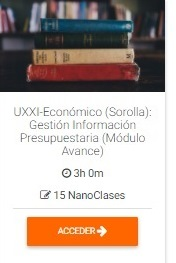 UXXI-Económico (Sorolla):
Gestión Información
Presupuestaria (Módulo
Avance)
3h 0m
15 NanoClases
ACCEDER